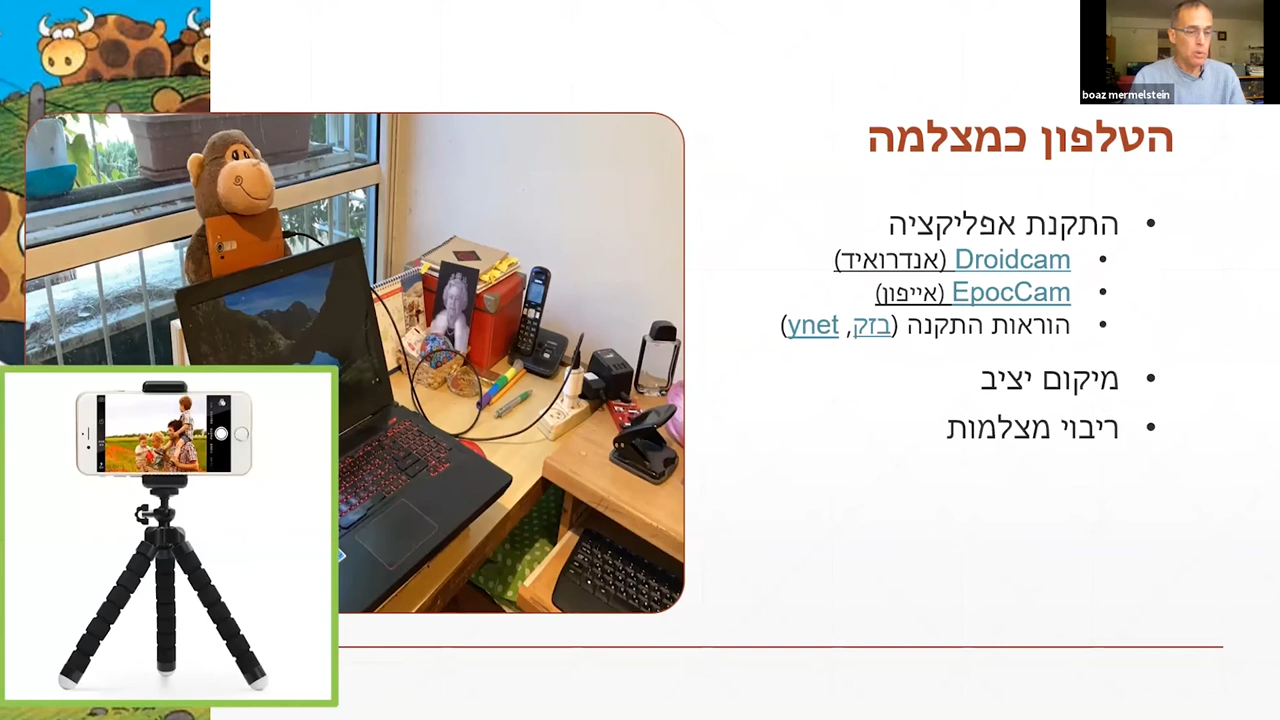 boaz mermelstein
הטלפון כמצלמה
• התקנת אפליקציה
• Droidcam (אנדרואיד)
• EpocCam (אייפון)
• הוראות התקנה (בזק, ynet)
• מיקום יציב
• ריבוי מצלמות